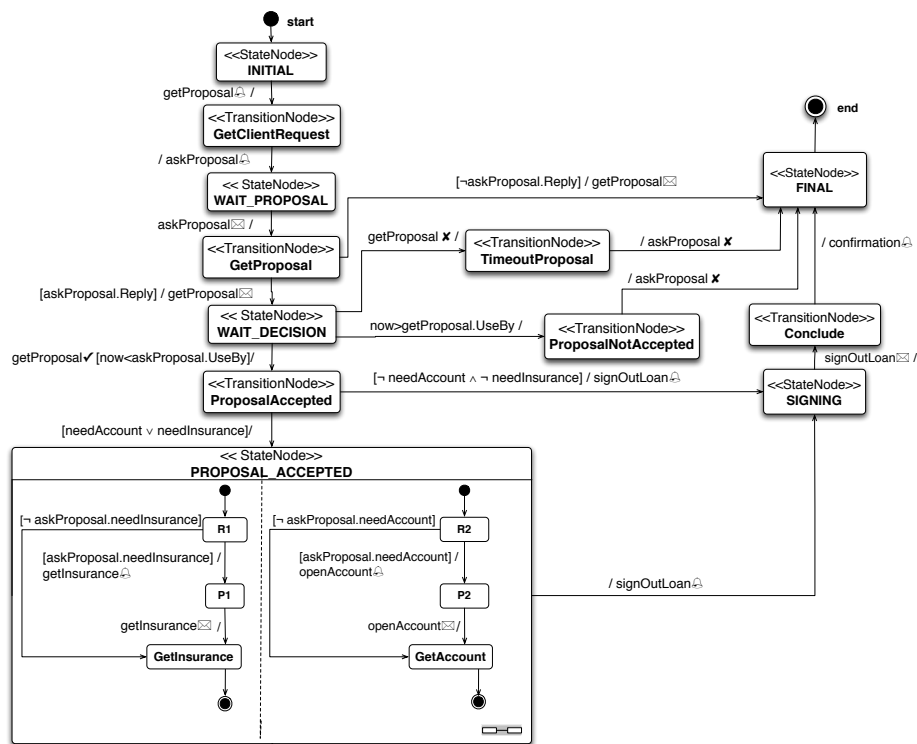 start
<<StateNode>>
INITIAL
getProposal🔔 /
<<TransitionNode>>
GetClientRequest
end
/ askProposal🔔
<< StateNode>>
WAIT_PROPOSAL
[¬askProposal.Reply] / getProposal✉
<<StateNode>>
FINAL
askProposal✉ /
<<TransitionNode>>
GetProposal
getProposal ✘ /
<<TransitionNode>>
TimeoutProposal
/ askProposal ✘
/ confirmation🔔
/ askProposal ✘
[askProposal.Reply] / getProposal✉
<< StateNode>>
WAIT_DECISION
now>getProposal.UseBy /
<<TransitionNode>>
ProposalNotAccepted
<<TransitionNode>>
Conclude
getProposal✔ [now<askProposal.UseBy]/
signOutLoan✉ /
<<TransitionNode>>
ProposalAccepted
[¬ needAccount ∧ ¬ needInsurance] / signOutLoan🔔
<<StateNode>>
SIGNING
[needAccount ∨ needInsurance]/
<< StateNode>>
PROPOSAL_ACCEPTED
[¬ askProposal.needInsurance]
R1
[¬ askProposal.needAccount]
R2
[askProposal.needInsurance] /
getInsurance🔔
[askProposal.needAccount] /
openAccount🔔
/ signOutLoan🔔
P1
P2
getInsurance✉ /
openAccount✉ /
GetInsurance
GetAccount